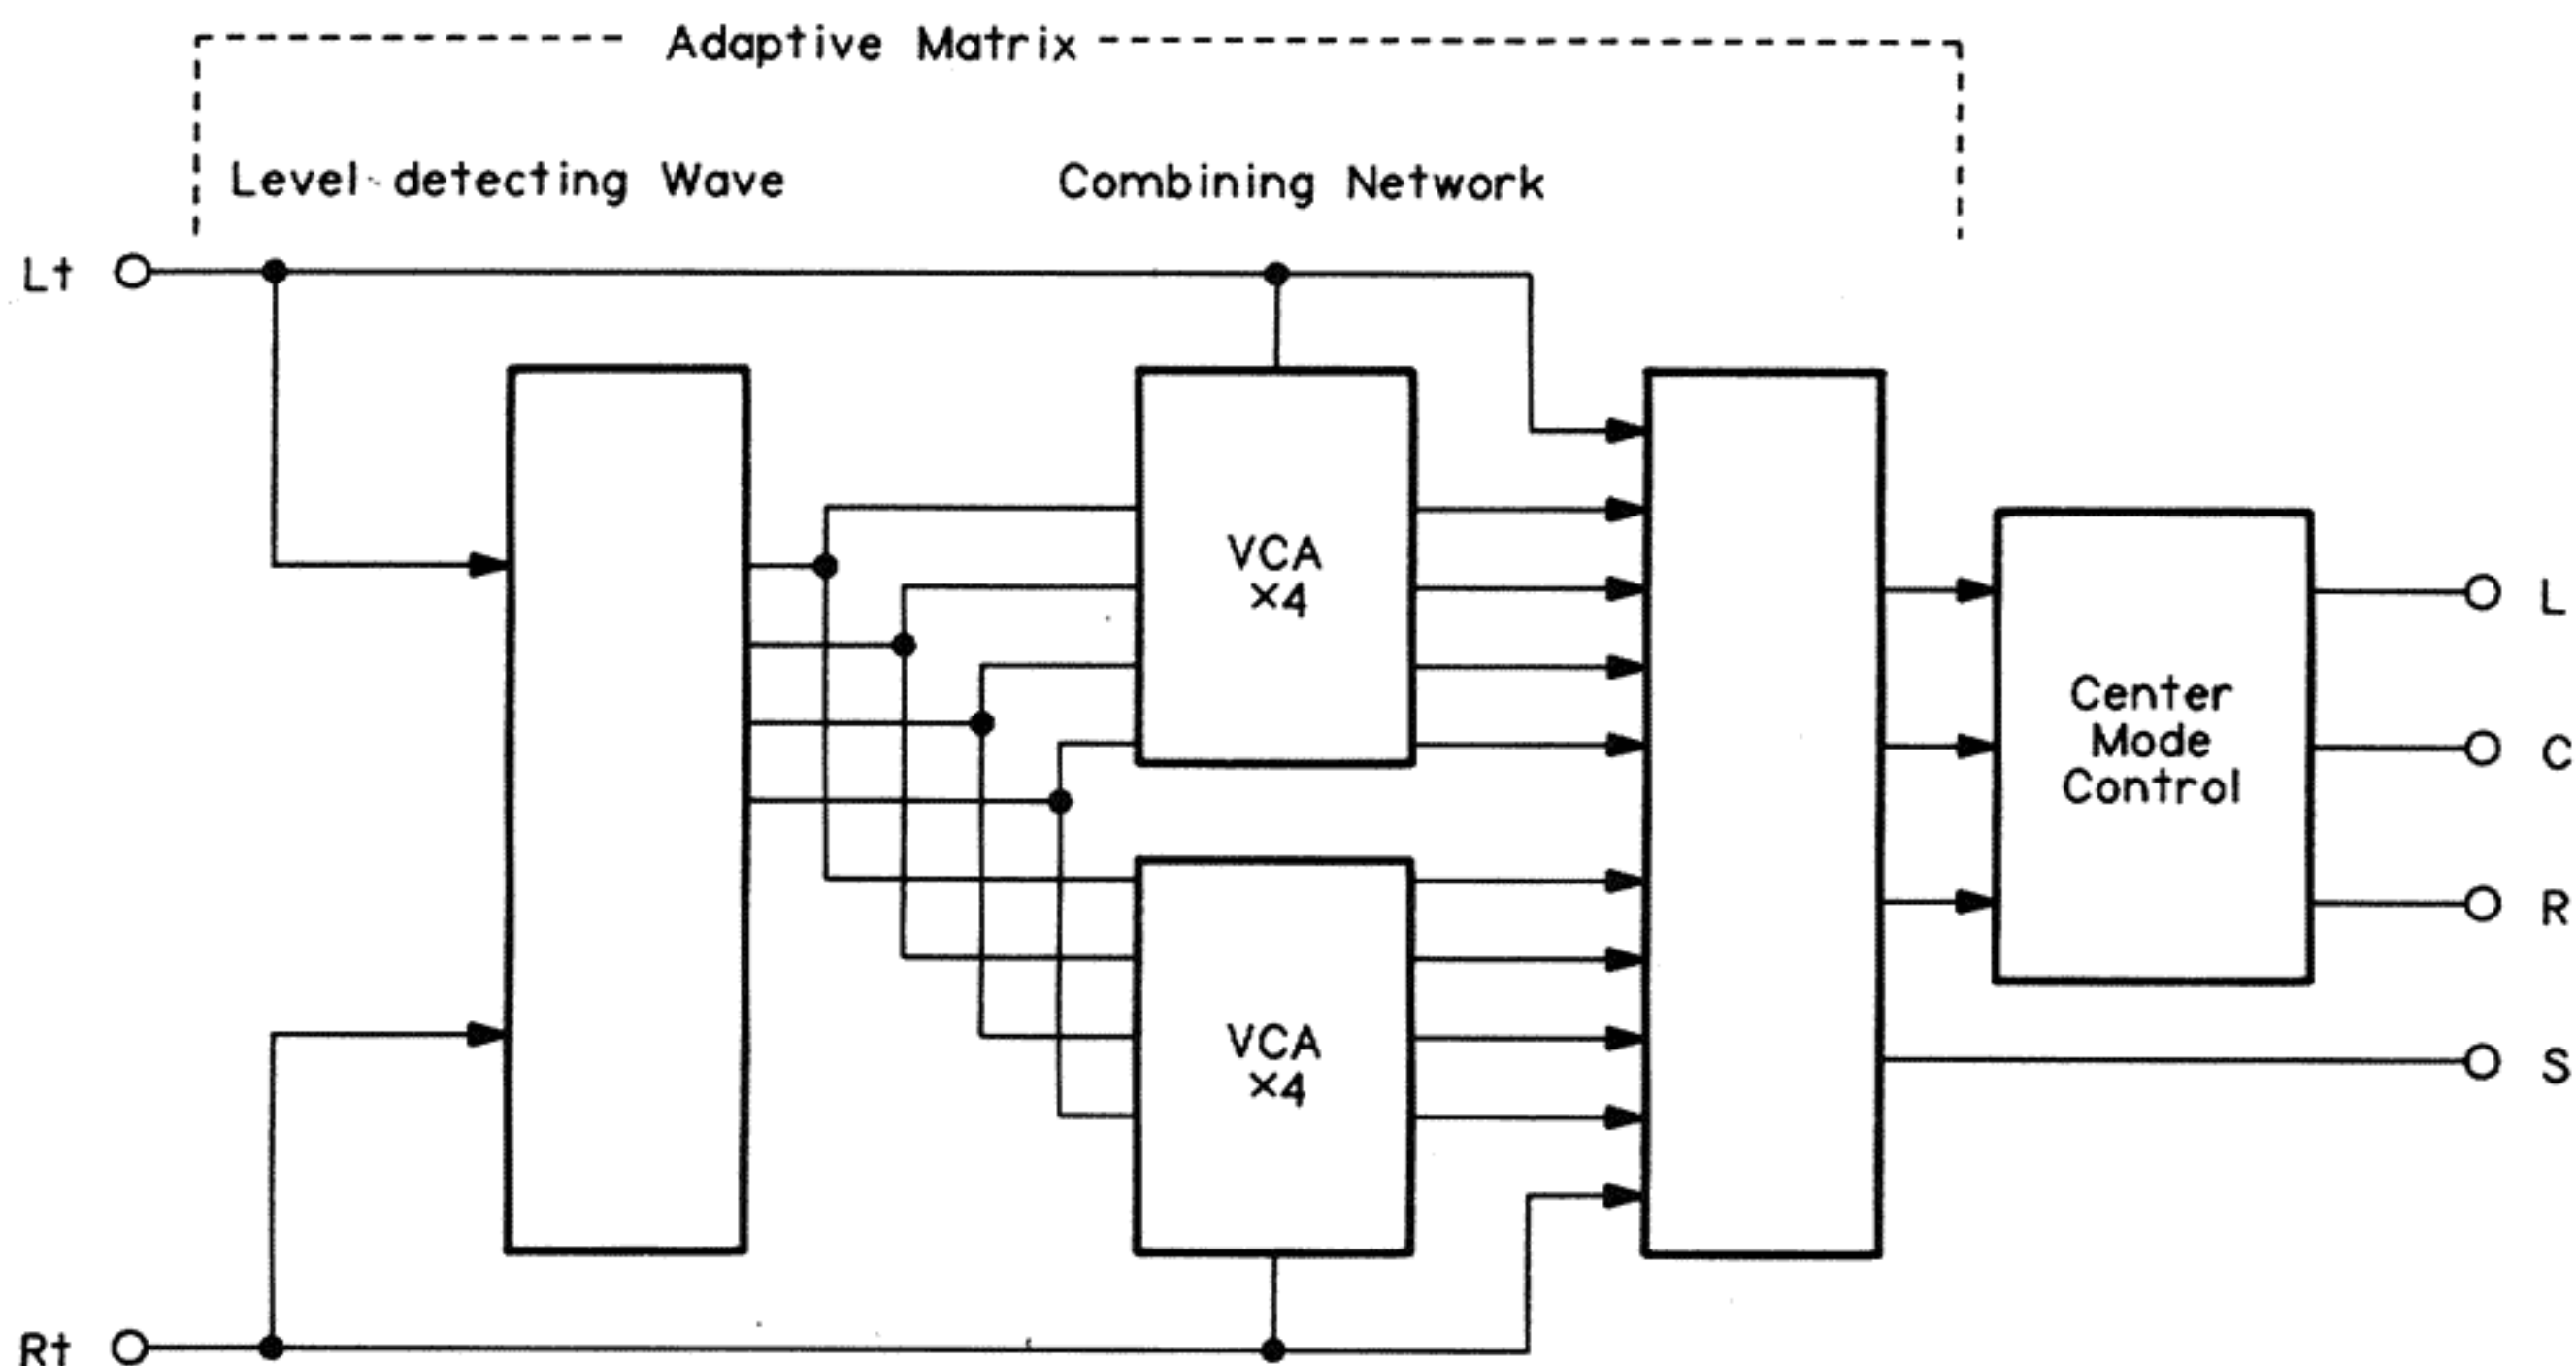 Adaptive Matrix
Level detecting Wave
Combining Network
Lt
VCA
×4
Center
Mode
Control
L
C
R
VCA
×4
S
Rt